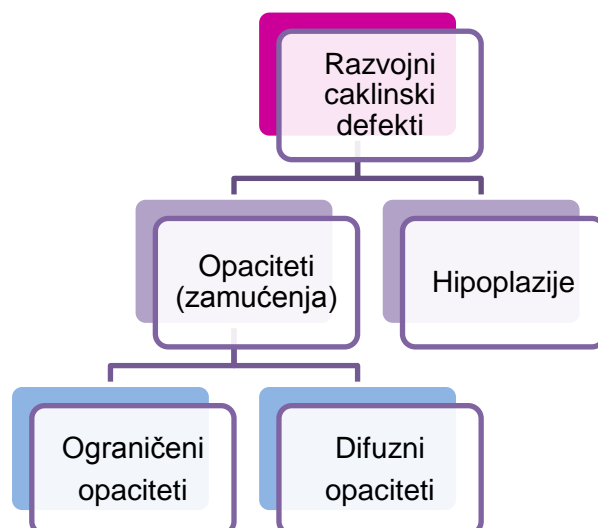 Razvojni
caklinski
defekti
Opaciteti
(zamućenja)
Hipoplazije
Ograničeni
opaciteti
Difuzni
opaciteti